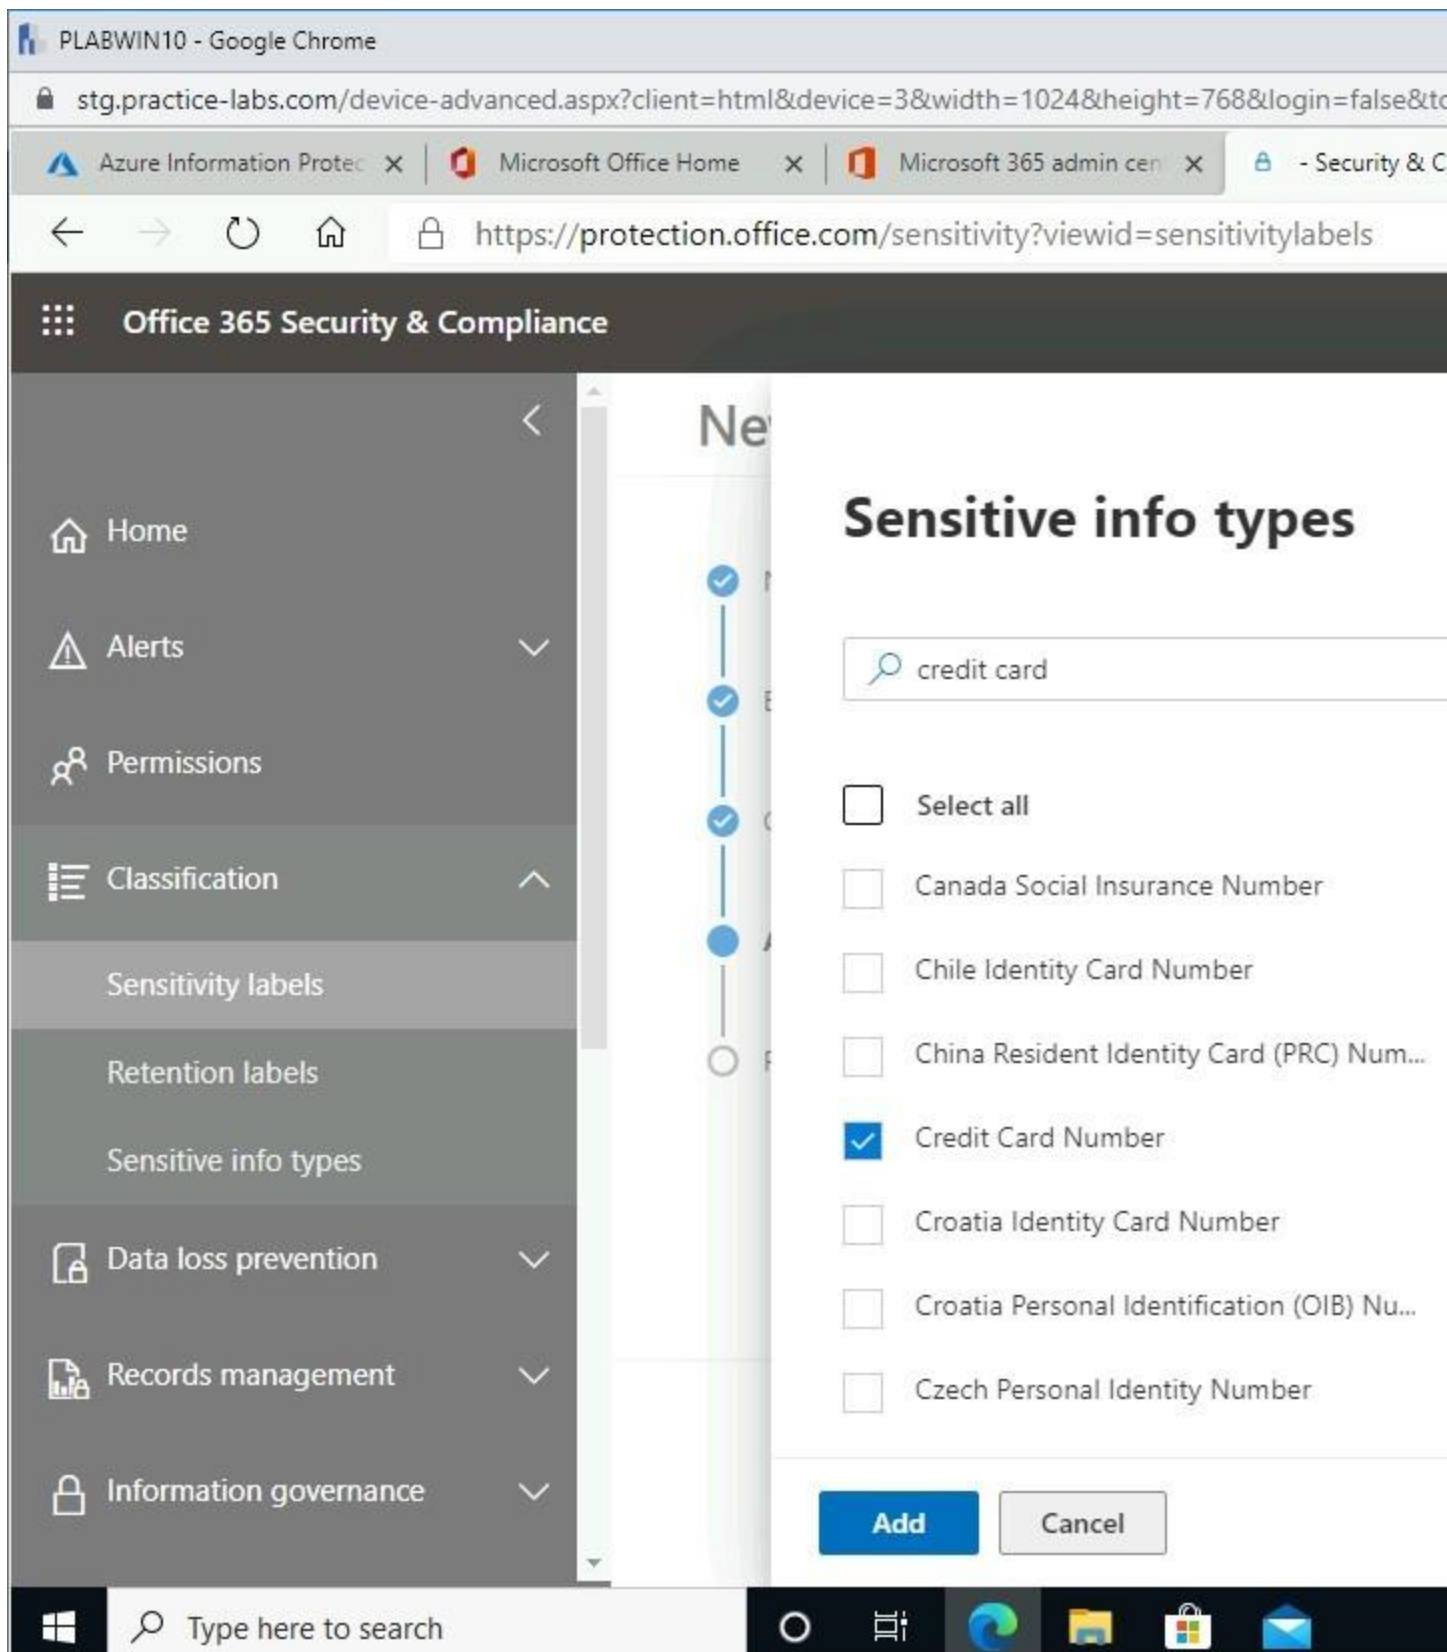 PLABWIN10 - Google Chrome
stg.practice-labs.com/device-advanced.aspx?client=html&device=3&width=1024&height=768&login=false&to
Azure Information Protec
Microsoft Office Home
Microsoft 365 admin cen
- Security & C
https://protection.office.com/sensitivity?viewid=sensitivitylabels
Office 365 Security & Compliance
Home
Alerts
Permissions
Classification
Sensitivity labels
Retention labels
Sensitive info types
Data loss prevention
Records management
Information governance
Ne
Sensitive info types
credit card
Select all
Canada Social Insurance Number
Chile Identity Card Number
China Resident Identity Card (PRC) Num...
Credit Card Number
Croatia Identity Card Number
Croatia Personal Identification (OIB) Nu...
Czech Personal Identity Number
Add
Cancel
Type here to search